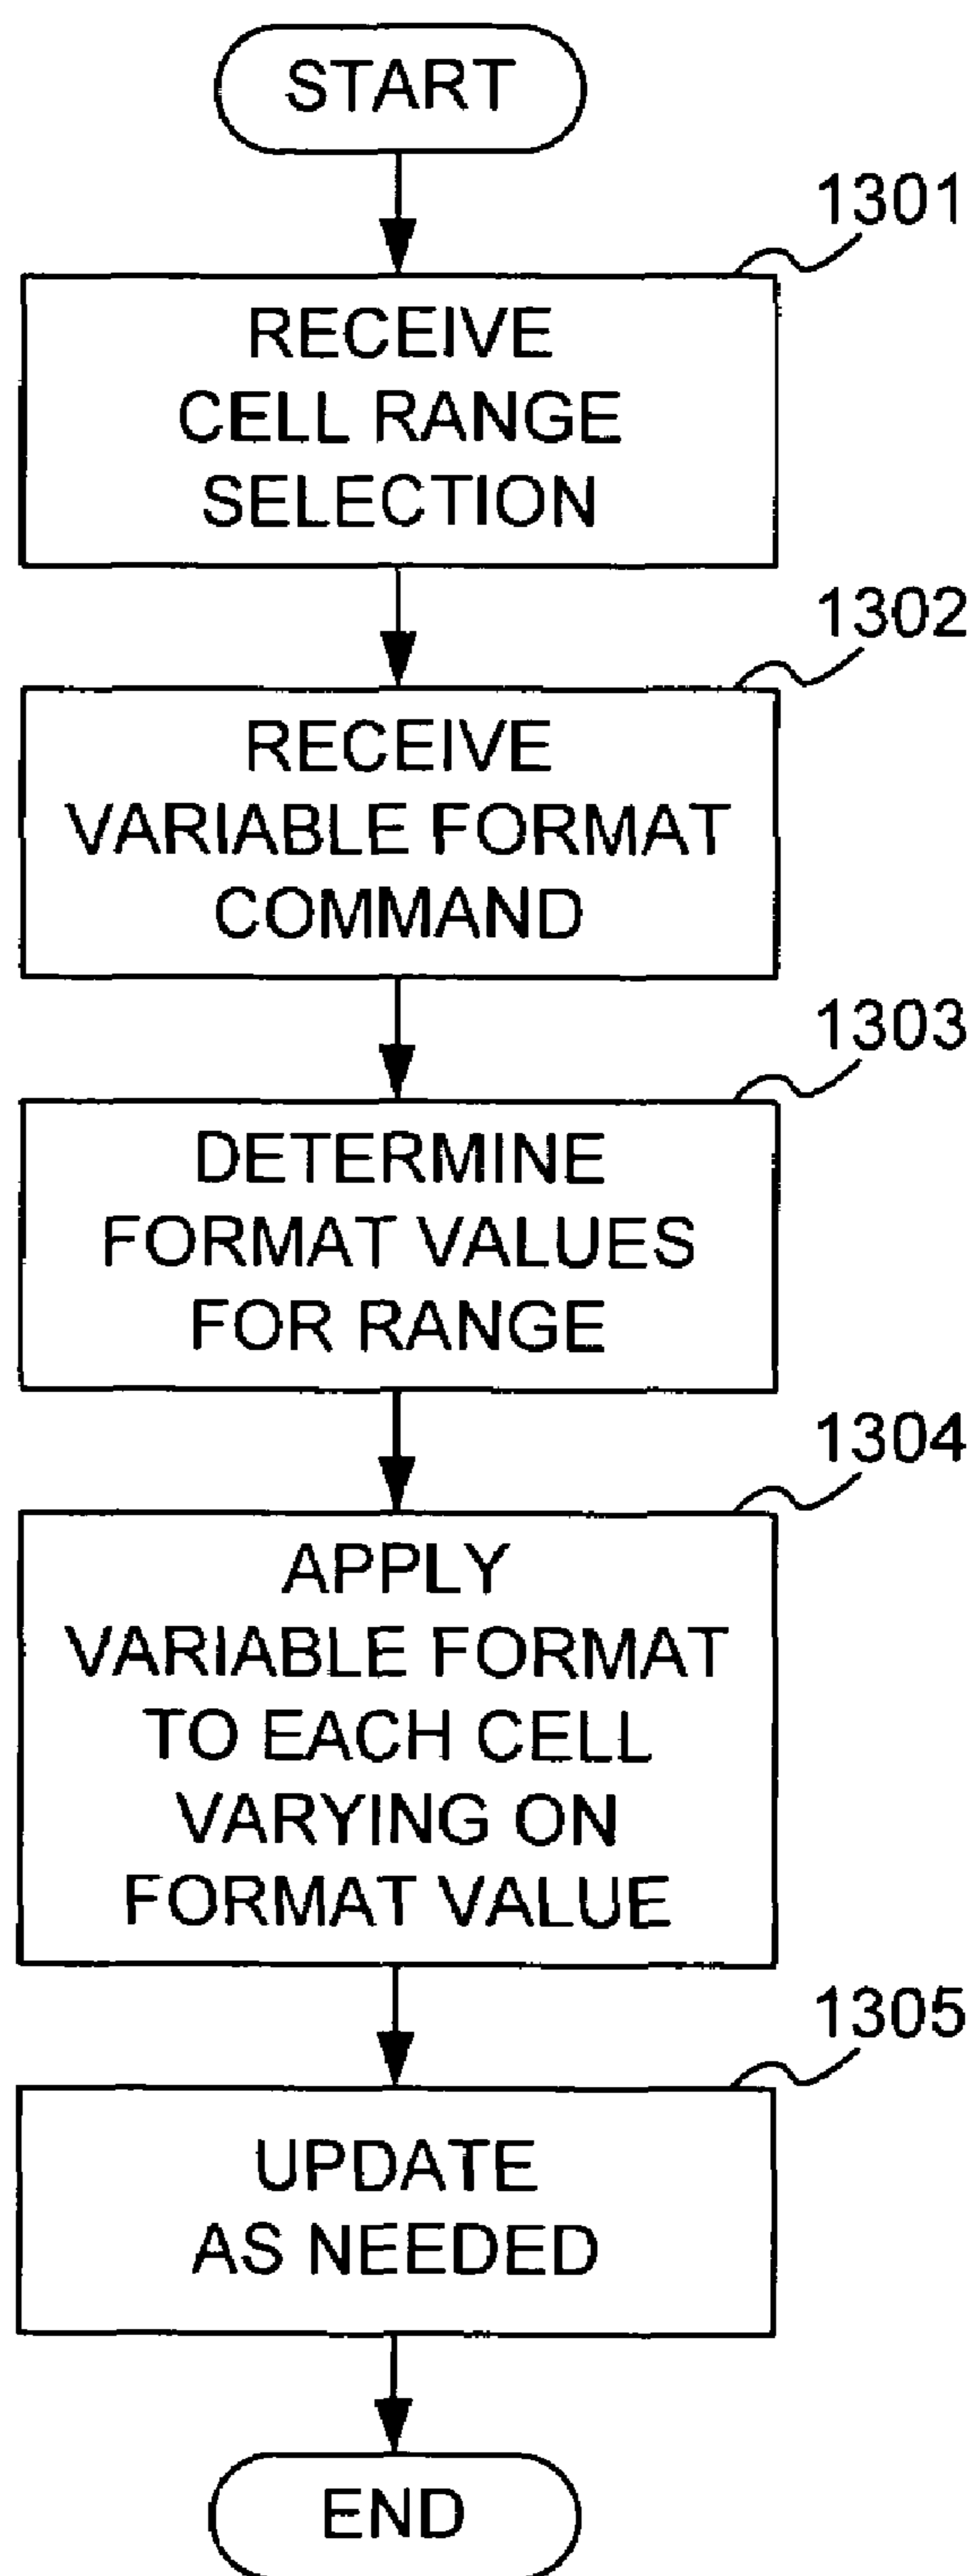 START
1301
RECEIVE
CELL RANGE
SELECTION
1302
RECEIVE
VARIABLE FORMAT
COMMAND
1303
DETERMINE
FORMAT VALUES
FOR RANGE
1304
APPLY
VARIABLE FORMAT
TO EACH CELL
VARYING ON
FORMAT VALUE
1305
UPDATE
AS NEEDED
END